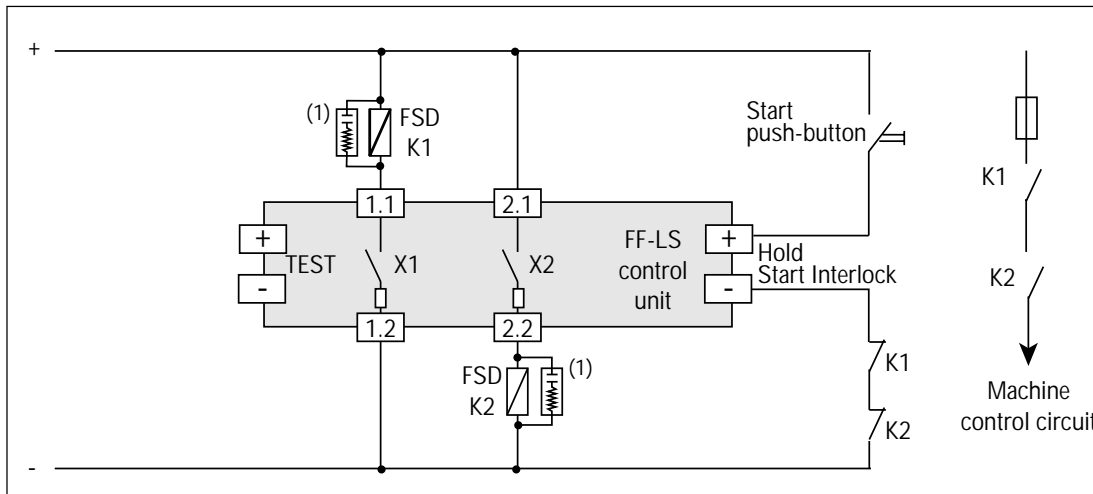 +
(1)
FSD
K1
Start
push-button
K1
1.1
2.1
+
TEST
-
X1
X2
FF-LS
control
unit
+
-
Hold
Start Interlock
K2
1.2
2.2
FSD
K2
(1)
K1
K2
Machine
control circuit
-